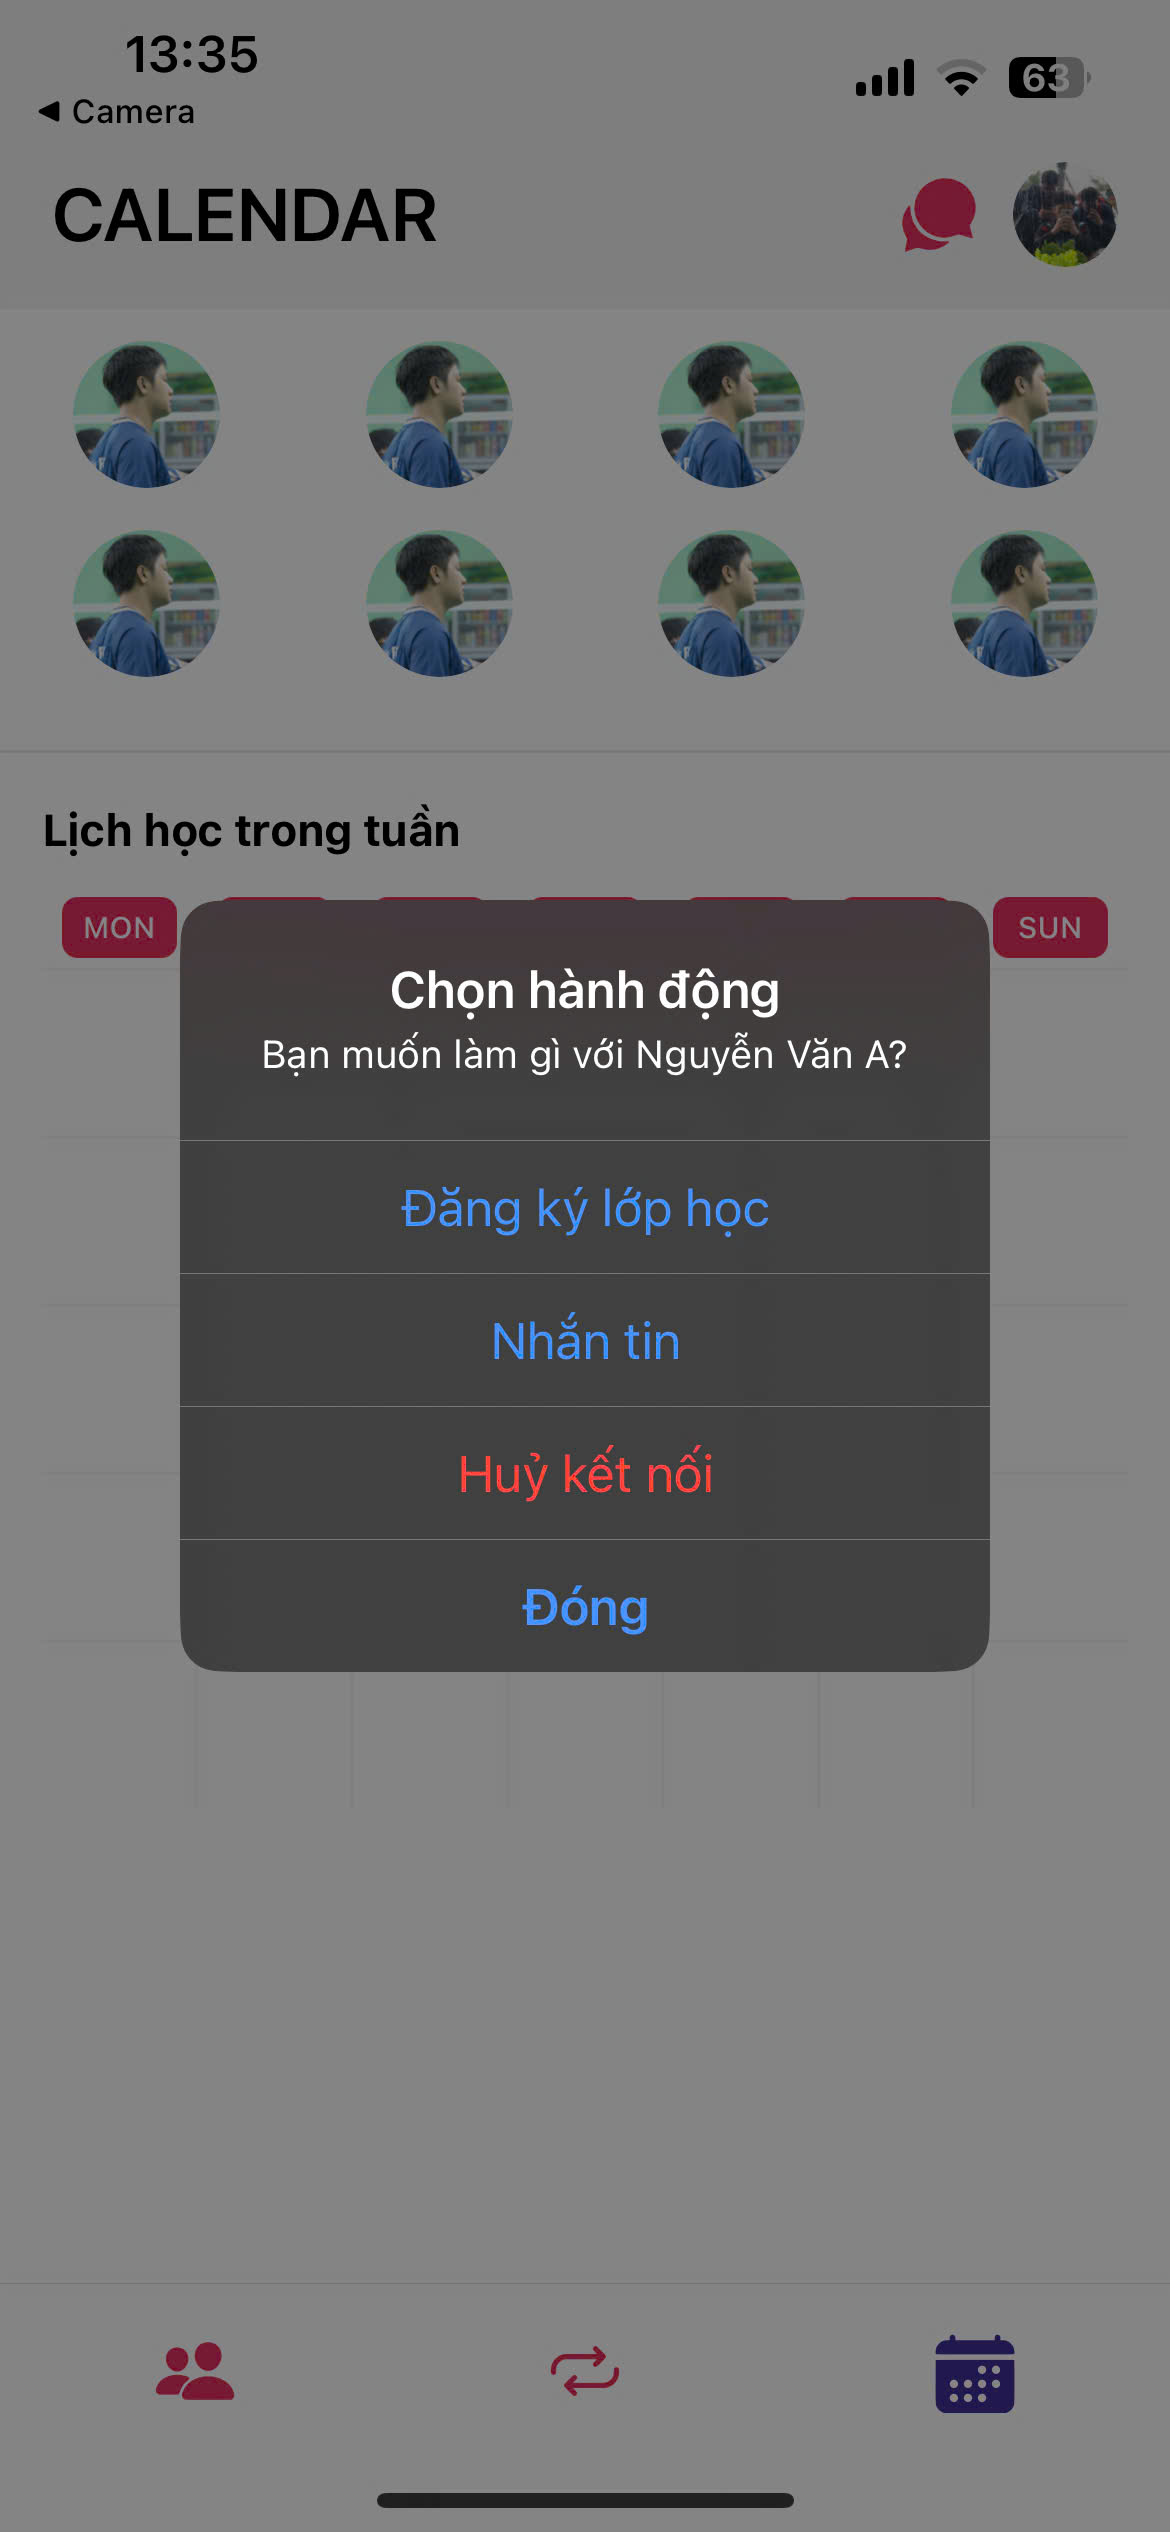 13:35
63
◀ Camera
CALENDAR
Lịch học trong tuần
MON
SUN
Chọn hành động
Bạn muốn làm gì với Nguyễn Văn A?
Đăng ký lớp học
Nhắn tin
Huỷ kết nối
Đóng